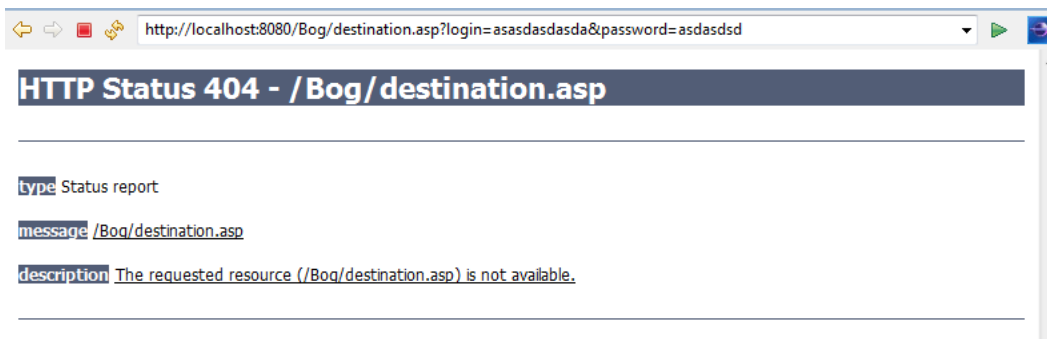 http://localhost:8080/Bog/destination.asp?login=asasdasdasda&password=asdasdsd
HTTP Status 404 - /Bog/destination.asp
type Status report
message /Bog/destination.asp
description The requested resource (/Bog/destination.asp) is not available.